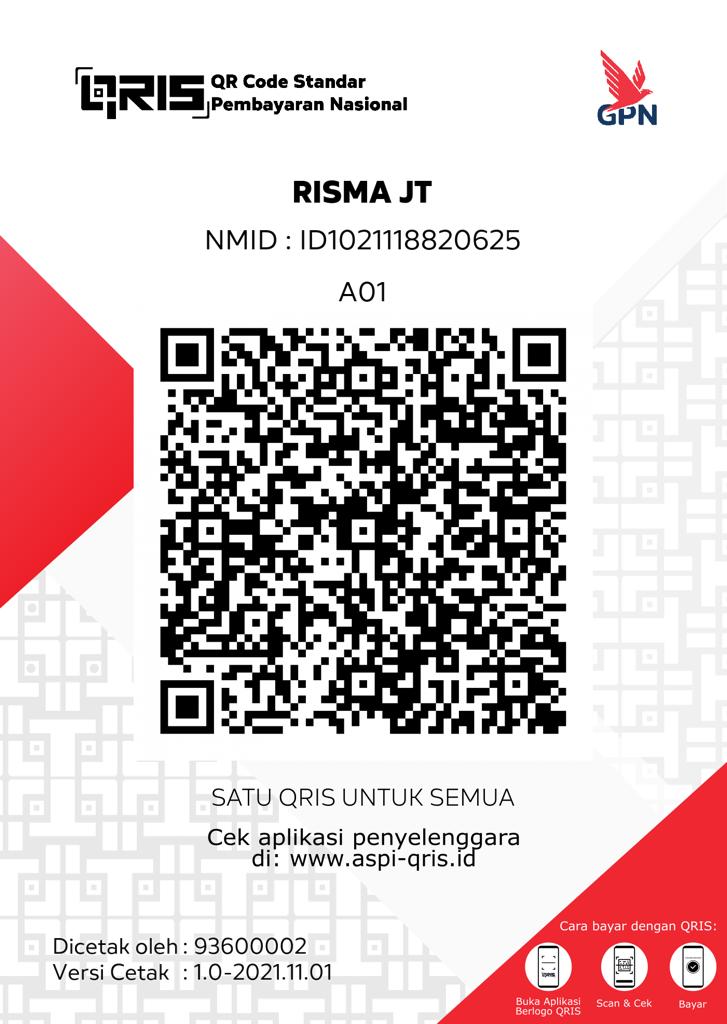 QRIS
QR Code Standar
Pembayaran Nasional
GPN
RISMA JT
NMID : ID1021118820625
A01
SATU QRIS UNTUK SEMUA
Cek aplikasi penyelenggara
di: www.aspi-qris.id
Dicetak oleh : 93600002
Versi Cetak : 1.0-2021.11.01
Cara bayar dengan QRIS:
Buka Aplikasi
Berlogo QRIS
Scan & Cek
Bayar